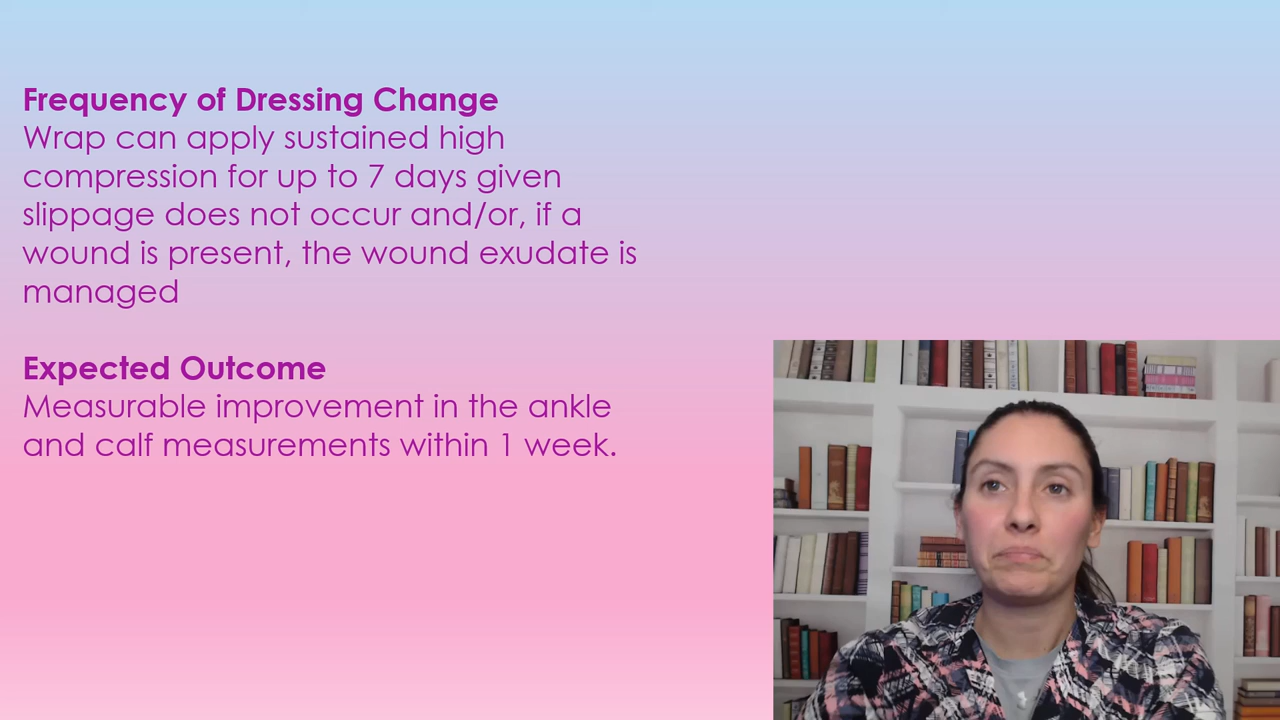 Frequency of Dressing Change
Wrap can apply sustained high
compression for up to 7 days given
slippage does not occur and/or, if a
wound is present, the wound exudate is
managed
Expected Outcome
Measurable improvement in the ankle
and calf measurements within 1 week.